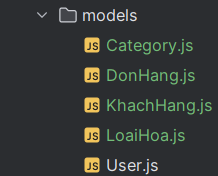 models
JS Category.js
JS DonHang.js
JS KhachHang.js
JS LoaiHoa.js
JS User.js